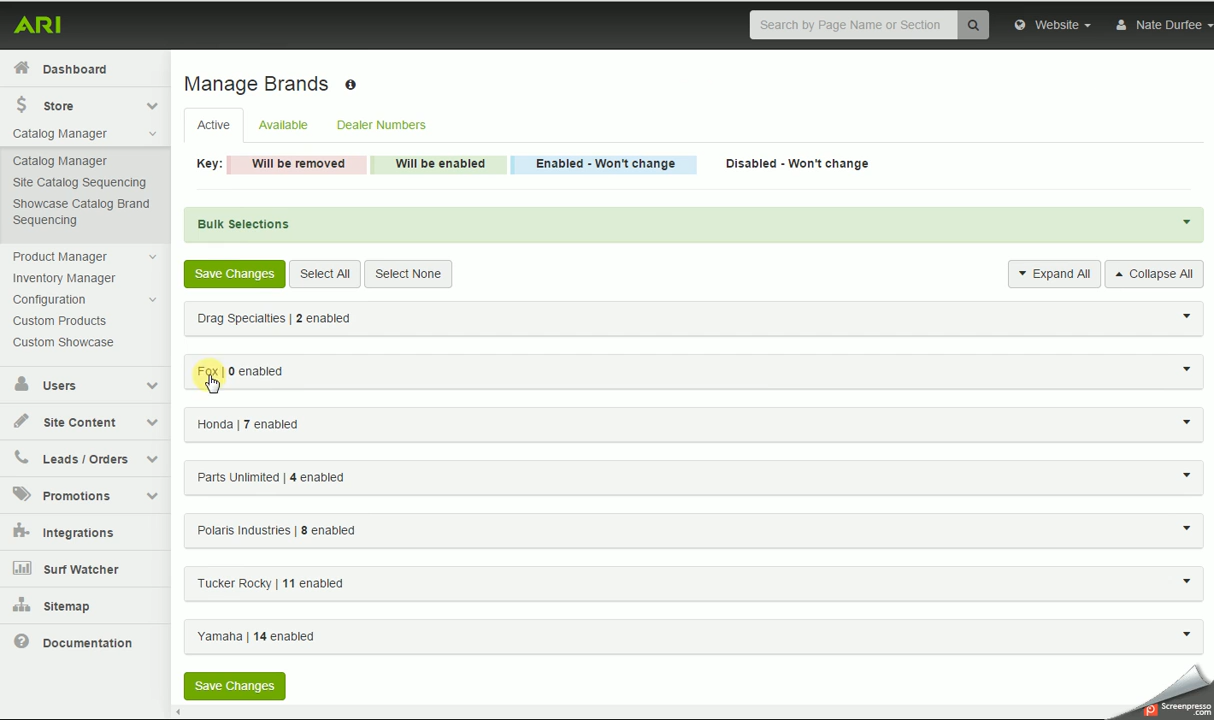 ARI
Search by Page Name or Section
Website
Nate Durfee
Dashboard
Store
Catalog Manager
Catalog Manager
Site Catalog Sequencing
Showcase Catalog Brand
Sequencing
Product Manager
Inventory Manager
Configuration
Custom Products
Custom Showcase
Users
Site Content
Leads / Orders
Promotions
Integrations
Surf Watcher
Sitemap
Documentation
Manage Brands
Active Available Dealer Numbers
Key: Will be removed Will be enabled Enabled - Won't change Disabled - Won't change
Bulk Selections
Save Changes Select All Select None Expand All Collapse All
Drag Specialties | 2 enabled
Fox | 0 enabled
Honda | 7 enabled
Parts Unlimited | 4 enabled
Polaris Industries | 8 enabled
Tucker Rocky | 11 enabled
Yamaha | 14 enabled
Save Changes
Screenpresso
.com